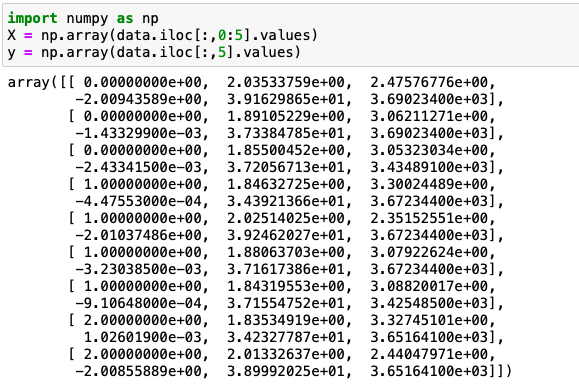 import numpy as np
X = np.array(data.iloc[:,0:5].values)
y = np.array(data.iloc[:,5].values)
array([[ 0.00000000e+00,  2.03533759e+00,  2.47576776e+00,
        -2.00943589e+00,  3.91629865e+01,  3.69023400e+03],
       [ 0.00000000e+00,  1.89105229e+00,  3.06211271e+00,
        -1.43329900e-03,  3.73384785e+01,  3.69023400e+03],
       [ 0.00000000e+00,  1.85500452e+00,  3.05323034e+00,
        -2.43341500e-03,  3.72056713e+01,  3.43489100e+03],
       [ 1.00000000e+00,  1.84632725e+00,  3.30024489e+00,
        -4.47553000e-04,  3.43921366e+01,  3.67234400e+03],
       [ 1.00000000e+00,  2.02514025e+00,  2.35152551e+00,
        -2.01037486e+00,  3.92462027e+01,  3.67234400e+03],
       [ 1.00000000e+00,  1.88063703e+00,  3.07922624e+00,
        -3.23038500e-03,  3.71617386e+01,  3.67234400e+03],
       [ 1.00000000e+00,  1.84319553e+00,  3.08820017e+00,
        -9.10648000e-04,  3.71554752e+01,  3.42548500e+03],
       [ 2.00000000e+00,  1.83534919e+00,  3.32745101e+00,
         1.02601900e-03,  3.42327787e+01,  3.65164100e+03],
       [ 2.00000000e+00,  2.01332637e+00,  2.44047971e+00,
        -2.00855889e+00,  3.89992025e+01,  3.65164100e+03]])